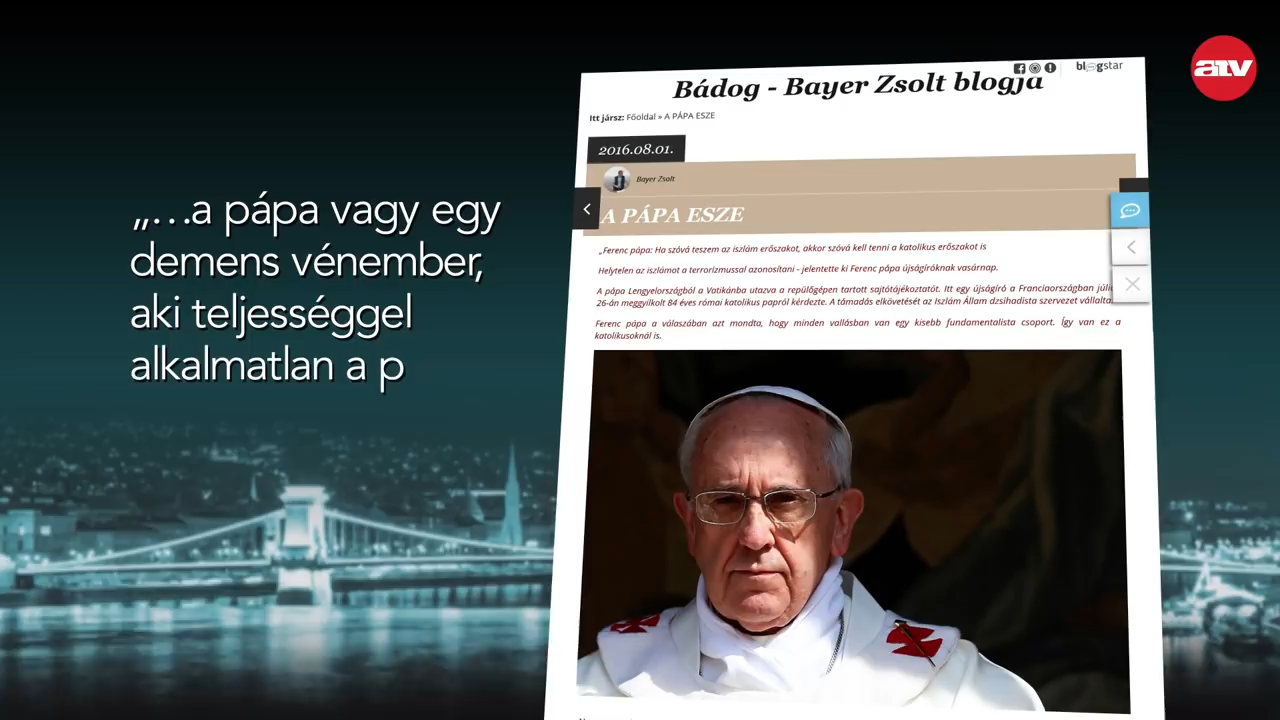 atv
blogstar
Bádog - Bayer Zsolt blogja
Itt jársz: Főoldal » A PÁPA ESZE
2016.08.01.
Bayer Zsolt
A PÁPA ESZE
„Ferenc pápa: Ha szóvá teszem az iszlám erőszakot, akkor szóvá kell tenni a katolikus erőszakot is
Helytelen az iszlámot a terrorizmussal azonosítani - jelentette ki Ferenc pápa újságíróknak vasárnap.
A pápa Lengyelországból a Vatikánba utazva a repülőgépen tartott sajtótájékoztatót. Itt egy újságíró a Franciaországban
26-án meggyilkolt 84 éves római katolikus papról kérdezte. A támadás elkövetését az Iszlám Állam dzsihadista szervezet
Ferenc pápa a válaszában azt mondta, hogy minden vallásban van egy kisebb fundamentalista csoport. Így van ez a
katolikusoknál is.
„…a pápa vagy egy
demens vénember,
aki teljességgel
alkalmatlan a p